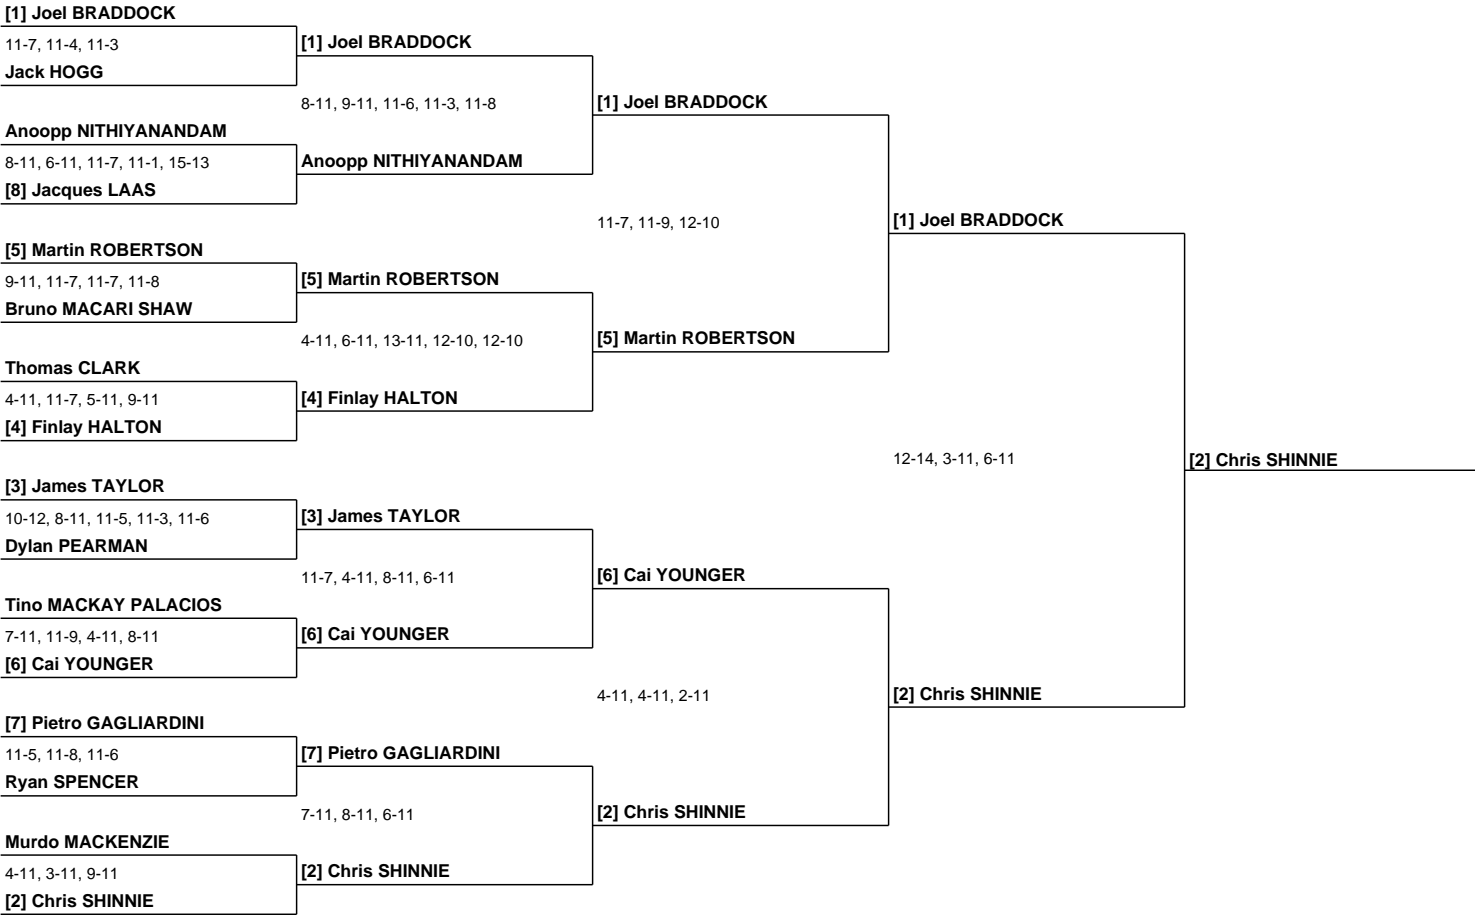 [1] Joel BRADDOCK
11-7, 11-4, 11-3
Jack HOGG
Anoopp NITHIYANANDAM
8-11, 6-11, 11-7, 11-1, 15-13
[8] Jacques LAAS
[5] Martin ROBERTSON
9-11, 11-7, 11-7, 11-8
Bruno MACARI SHAW
Thomas CLARK
4-11, 11-7, 5-11, 9-11
[4] Finlay HALTON
[3] James TAYLOR
10-12, 8-11, 11-5, 11-3, 11-6
Dylan PEARMAN
Tino MACKAY PALACIOS
7-11, 11-9, 4-11, 8-11
[6] Cai YOUNGER
[7] Pietro GAGLIARDINI
11-5, 11-8, 11-6
Ryan SPENCER
Murdo MACKENZIE
4-11, 3-11, 9-11
[2] Chris SHINNIE
[1] Joel BRADDOCK
8-11, 9-11, 11-6, 11-3, 11-8
Anoopp NITHIYANANDAM
[5] Martin ROBERTSON
4-11, 6-11, 13-11, 12-10, 12-10
[4] Finlay HALTON
[3] James TAYLOR
11-7, 4-11, 8-11, 6-11
[6] Cai YOUNGER
[7] Pietro GAGLIARDINI
7-11, 8-11, 6-11
[2] Chris SHINNIE
[1] Joel BRADDOCK
11-7, 11-9, 12-10
[5] Martin ROBERTSON
[6] Cai YOUNGER
4-11, 4-11, 2-11
[2] Chris SHINNIE
[1] Joel BRADDOCK
12-14, 3-11, 6-11
[2] Chris SHINNIE
[2] Chris SHINNIE